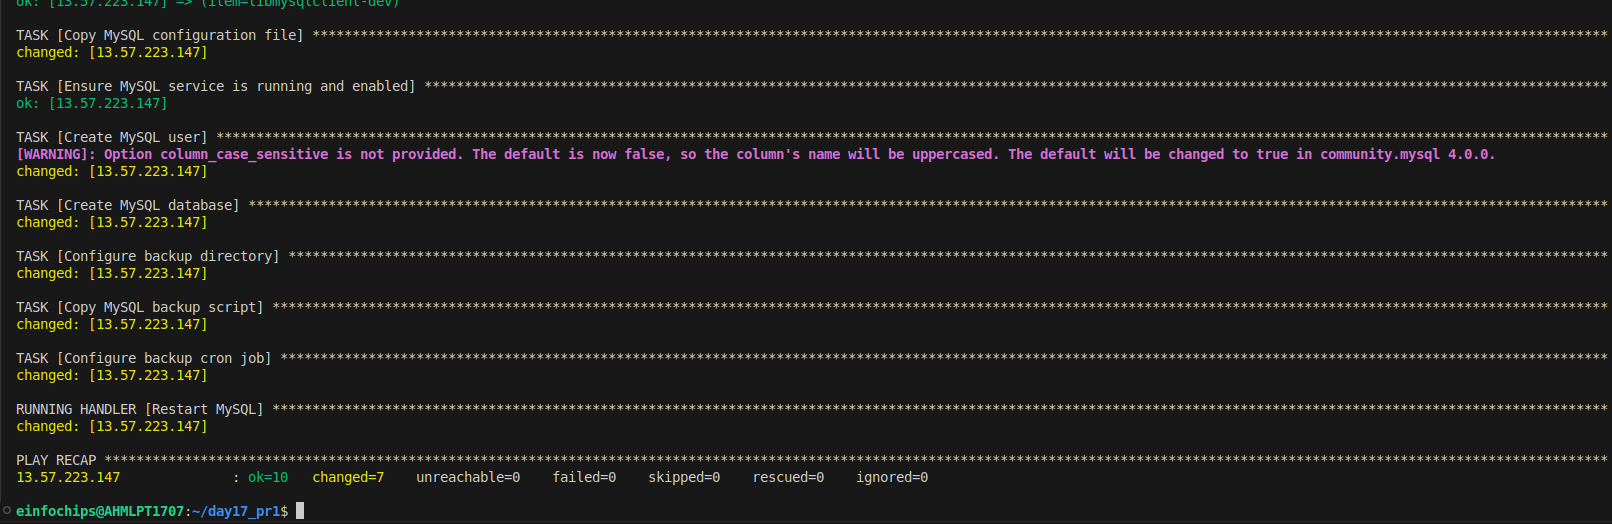 ok: [13.57.223.147] => (item=libmysqlclient-dev)
TASK [Copy MySQL configuration file] ******************************************************************************************************************************************************************
changed: [13.57.223.147]
TASK [Ensure MySQL service is running and enabled] ****************************************************************************************************************************************************
ok: [13.57.223.147]
TASK [Create MySQL user] ******************************************************************************************************************************************************************************
[WARNING]: Option column_case_sensitive is not provided. The default is now false, so the column's name will be uppercased. The default will be changed to true in community.mysql 4.0.0.
changed: [13.57.223.147]
TASK [Create MySQL database] **************************************************************************************************************************************************************************
changed: [13.57.223.147]
TASK [Configure backup directory] *********************************************************************************************************************************************************************
changed: [13.57.223.147]
TASK [Copy MySQL backup script] ***********************************************************************************************************************************************************************
changed: [13.57.223.147]
TASK [Configure backup cron job] **********************************************************************************************************************************************************************
changed: [13.57.223.147]
RUNNING HANDLER [Restart MySQL] ***********************************************************************************************************************************************************************
changed: [13.57.223.147]
PLAY RECAP ********************************************************************************************************************************************************************************************
13.57.223.147              : ok=10   changed=7    unreachable=0    failed=0    skipped=0    rescued=0    ignored=0
einfochips@AHMLPT1707:~/day17_pr1$